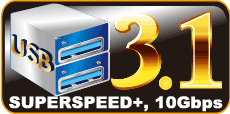 USB 3.1
SUPERSPEED+, 10Gbps